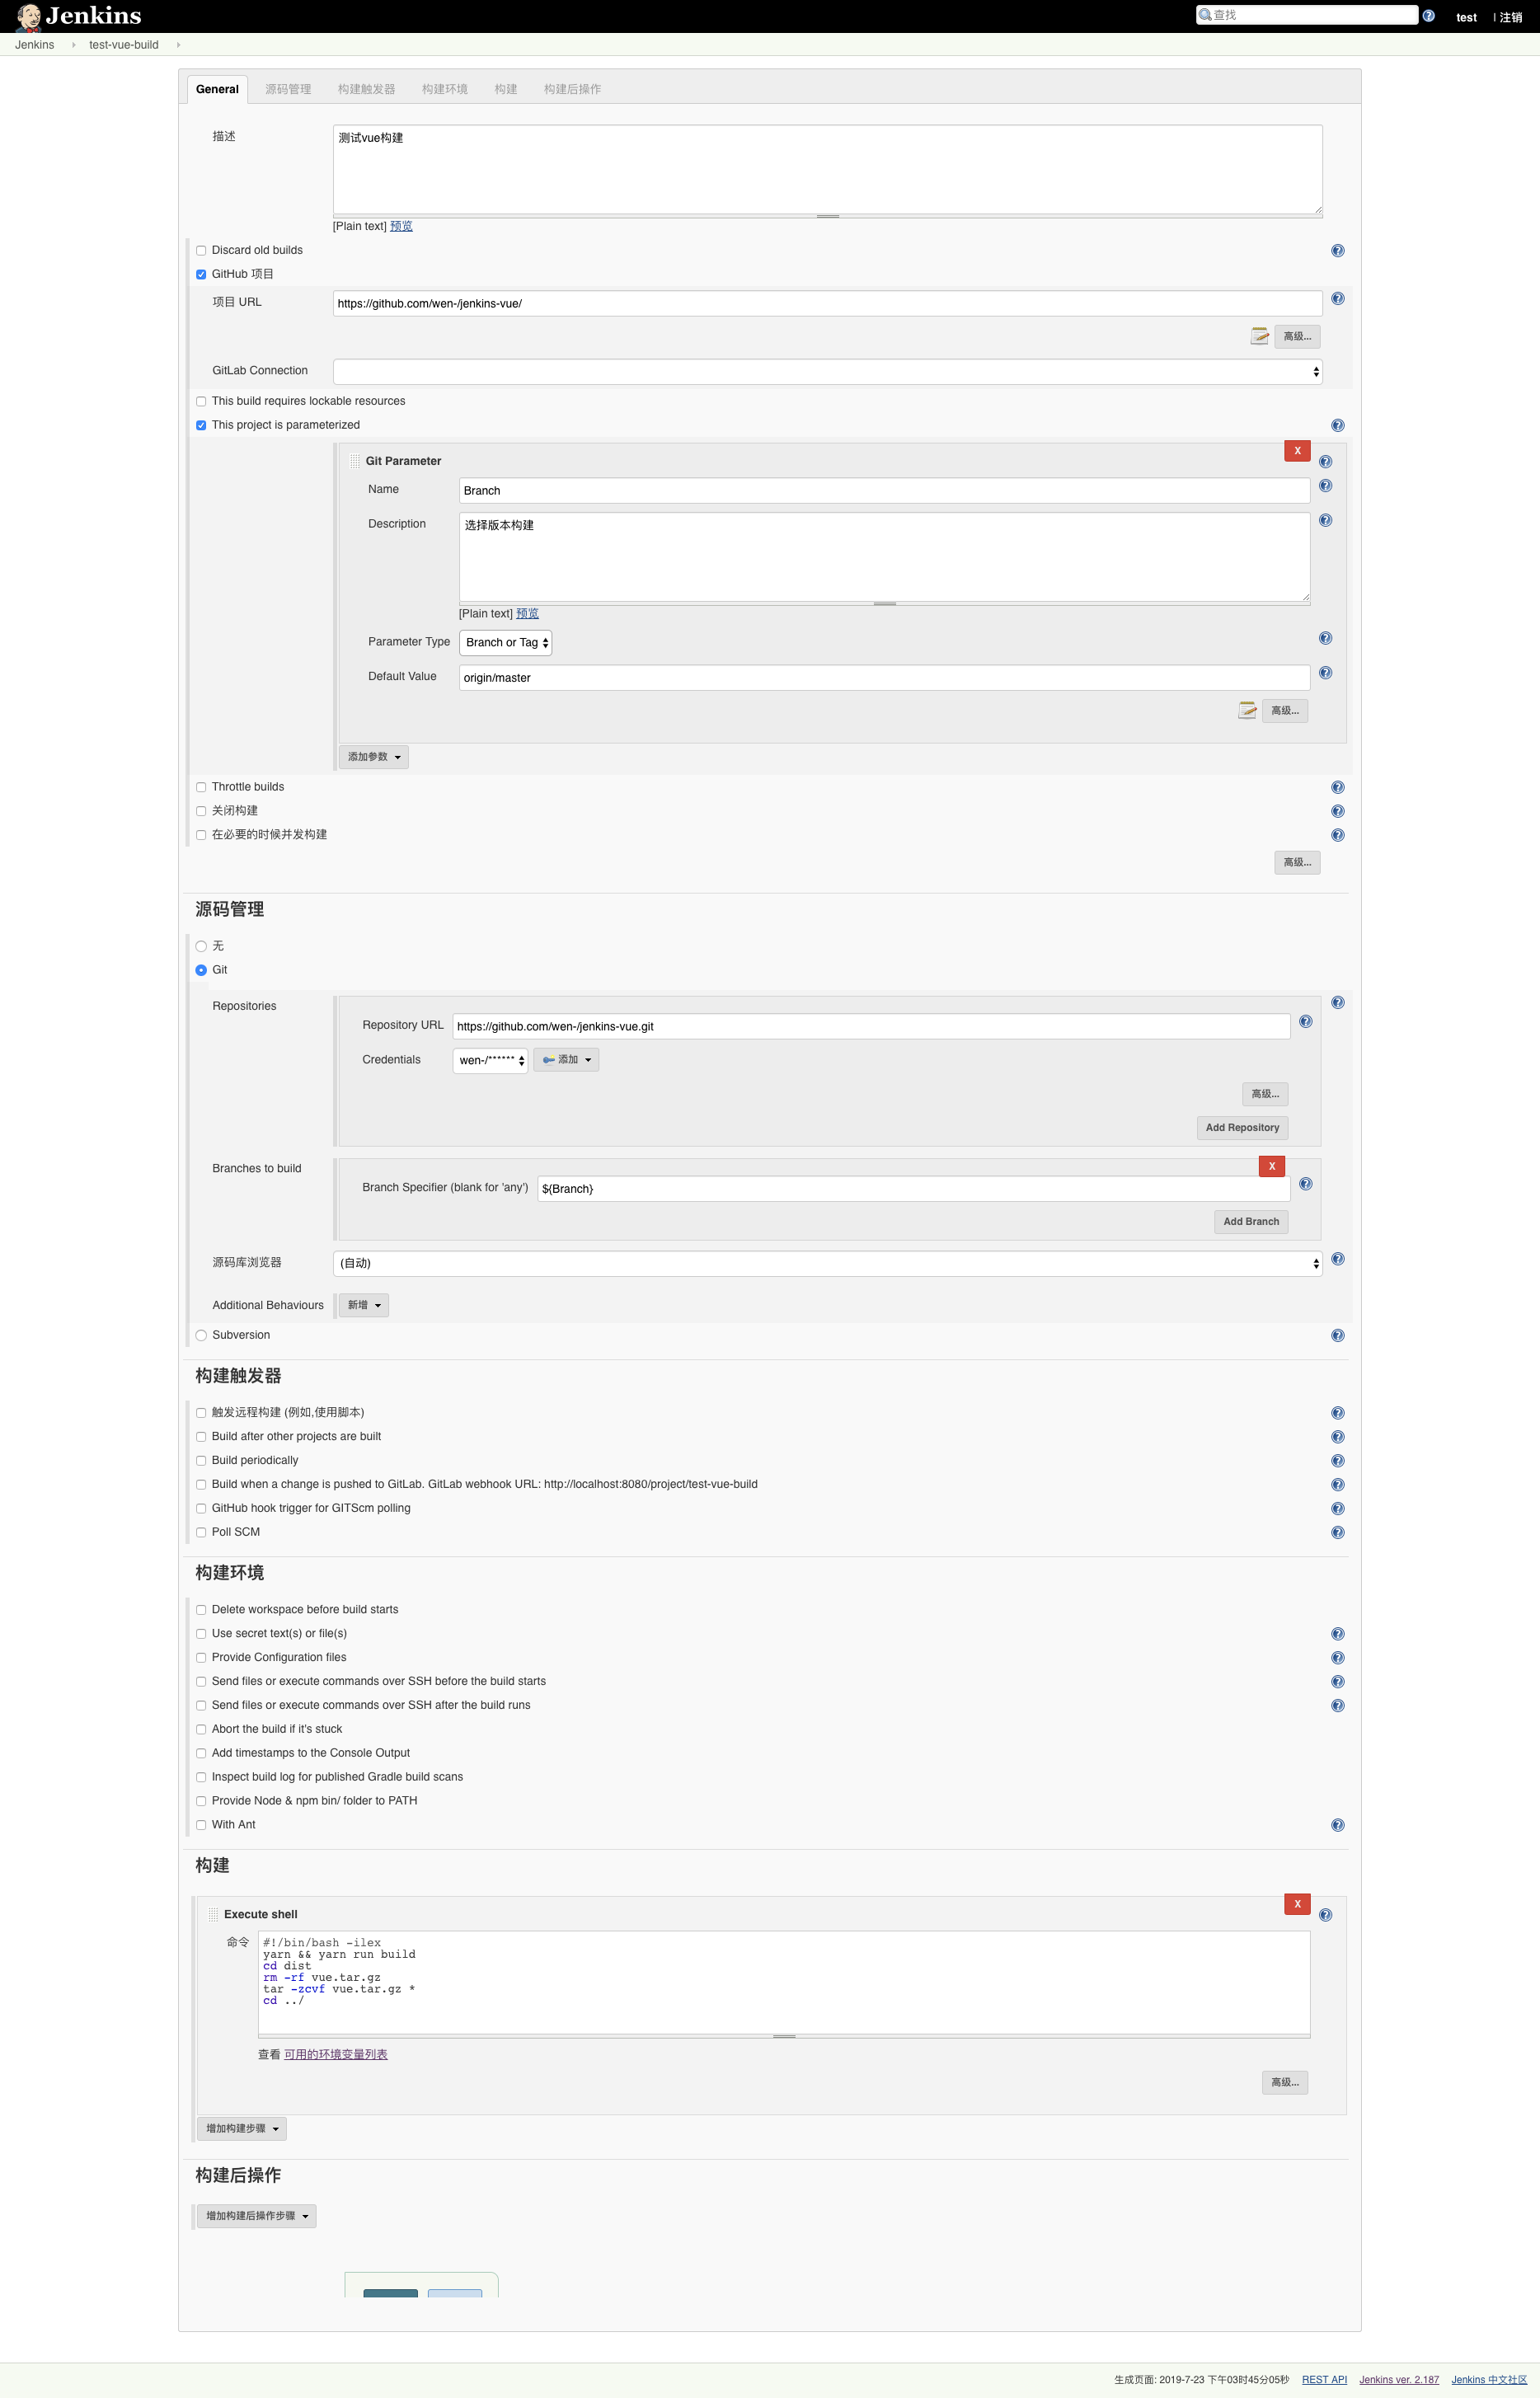 Jenkins
查找
test
| 注销
Jenkins
test-vue-build
General
源码管理
构建触发器
构建环境
构建
构建后操作
描述
测试vue构建
[Plain text] 预览
Discard old builds
GitHub 项目
项目 URL
https://github.com/wen-/jenkins-vue/
高级...
GitLab Connection
This build requires lockable resources
This project is parameterized
X
Git Parameter
Name
Branch
Description
选择版本构建
[Plain text] 预览
Parameter Type
Branch or Tag
Default Value
origin/master
高级...
添加参数
Throttle builds
关闭构建
在必要的时候并发构建
高级...
源码管理
无
Git
Repositories
Repository URL
https://github.com/wen-/jenkins-vue.git
Credentials
wen-/******
添加
高级...
Add Repository
Branches to build
X
Branch Specifier (blank for 'any')
${Branch}
Add Branch
源码库浏览器
(自动)
Additional Behaviours
新增
Subversion
构建触发器
触发远程构建 (例如,使用脚本)
Build after other projects are built
Build periodically
Build when a change is pushed to GitLab. GitLab webhook URL: http://localhost:8080/project/test-vue-build
GitHub hook trigger for GITScm polling
Poll SCM
构建环境
Delete workspace before build starts
Use secret text(s) or file(s)
Provide Configuration files
Send files or execute commands over SSH before the build starts
Send files or execute commands over SSH after the build runs
Abort the build if it's stuck
Add timestamps to the Console Output
Inspect build log for published Gradle build scans
Provide Node & npm bin/ folder to PATH
With Ant
构建
X
Execute shell
命令
#!/bin/bash -ilex
yarn && yarn run build
cd dist
rm -rf vue.tar.gz
tar -zcvf vue.tar.gz *
cd ../
查看 可用的环境变量列表
高级...
增加构建步骤
构建后操作
增加构建后操作步骤
生成页面: 2019-7-23 下午03时45分05秒
REST API
Jenkins ver. 2.187
Jenkins 中文社区